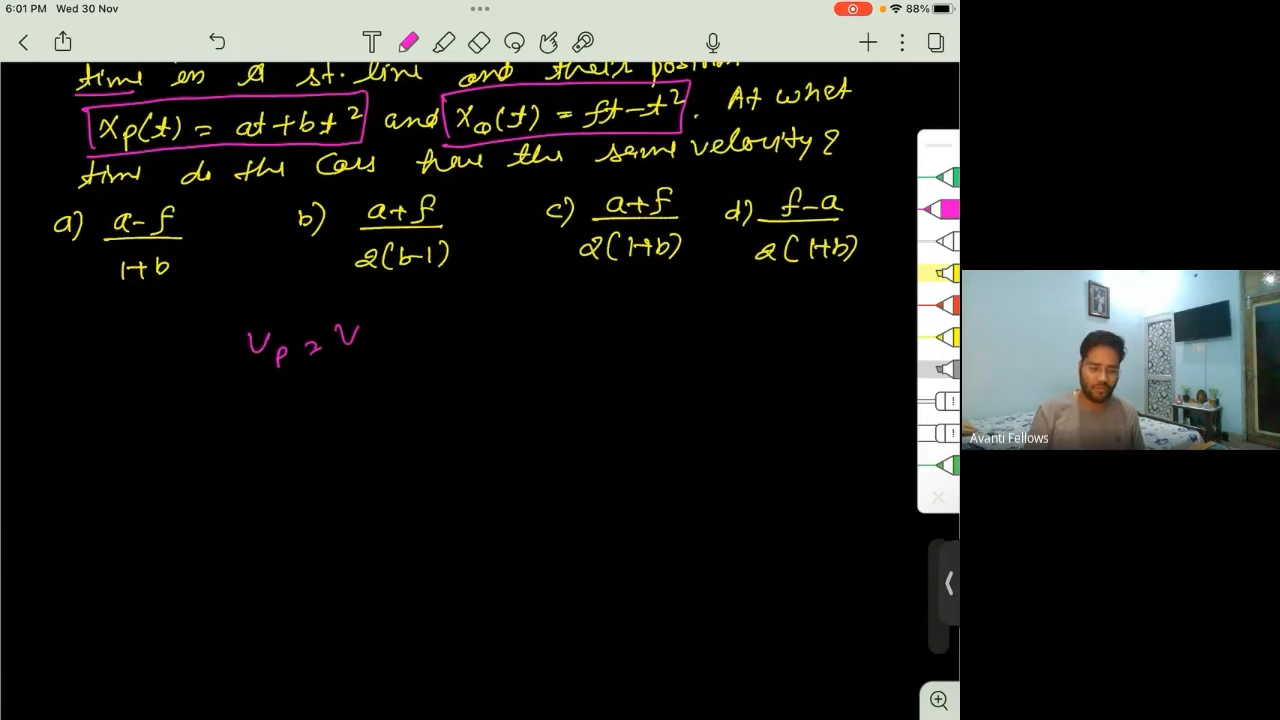 6:01 PM Wed 30 Nov
88%
time in a st. line and their position
xP(t) = at + bt² and xQ(t) = ft - t². At what
time do the Cars have the same velocity?
a) a - f / 1 + b b) a + f / 2(b - 1) c) a + f / 2(1 + b) d) f - a / 2(1 + b)
VP = V
Avanti Fellows